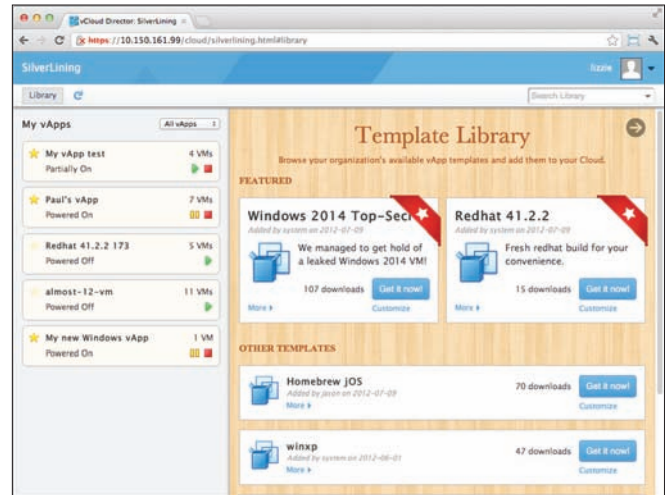 vCloud Director: SilverLining
https://10.150.161.99/cloud/silverlining.html#library
SilverLining
lizzie
Library
Search Library
My vApps
All vApps
My vApp test
4 VMs
Partially On
Paul's vApp
7 VMs
Powered On
Redhat 41.2.2 173
5 VMs
Powered Off
almost-12-vm
11 VMs
Powered Off
My new Windows vApp
1 VM
Powered On
Template Library
Browse your organization's available vApp templates and add them to your Cloud.
FEATURED
Windows 2014 Top-Sec
Added by system on 2012-07-09
We managed to get hold of
a leaked Windows 2014 VM!
107 downloads
Get it now!
More
Customize
Redhat 41.2.2
Added by system on 2012-07-09
Fresh redhat build for your
convenience.
15 downloads
Get it now!
More
Customize
OTHER TEMPLATES
Homebrew jOS
Added by jason on 2012-07-09
More
70 downloads
Get it now!
Customize
winxp
Added by system on 2012-06-01
More
47 downloads
Get it now!
Customize